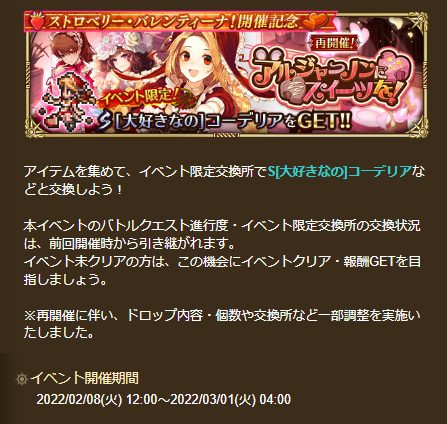 ストロベリー・バレンティーナ!開催記念
再開催!
アルジャーノンに
スイーツを!
イベント限定!
S[大好きなの]コーデリアをGET!!
アイテムを集めて、イベント限定交換所でS[大好きなの]コーデリアな
どと交換しよう!
本イベントのバトルクエスト進行度・イベント限定交換所の交換状況
は、前回開催時から引き継がれます。
イベント未クリアの方は、この機会にイベントクリア・報酬GETを目
指しましょう。
※再開催に伴い、ドロップ内容・個数や交換所など一部調整を実施い
たしました。
イベント開催期間
2022/02/08(火) 12:00～2022/03/01(火) 04:00